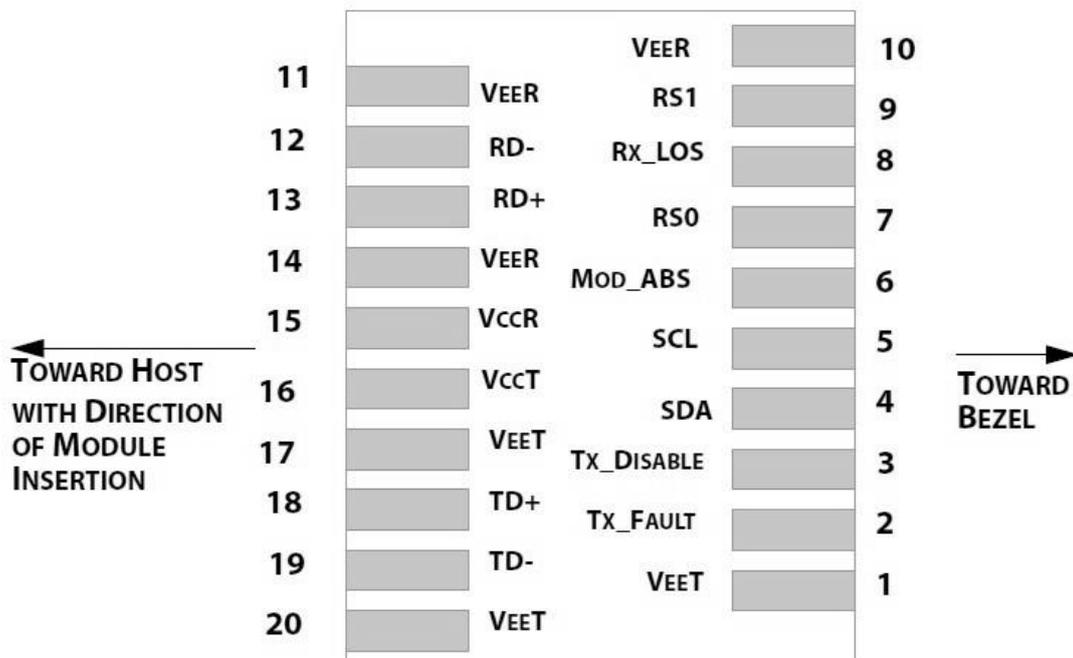 VEER 10
11 VEER
RS1 9
12 RD-
RX_LOS 8
13 RD+
RS0 7
14 VEER
MOD_ABS 6
15 VCCR
SCL 5
TOWARD HOST
WITH DIRECTION
OF MODULE
INSERTION
TOWARD
BEZEL
16 VCCT
SDA 4
17 VEET
TX_DISABLE 3
18 TD+
TX_FAULT 2
19 TD-
VEET 1
20 VEET